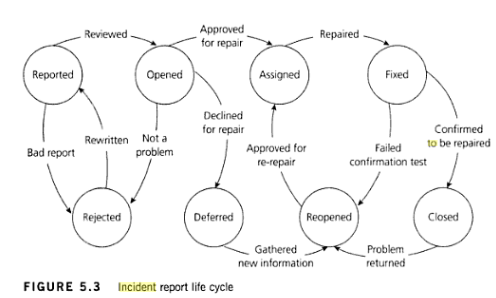 Reviewed
Approved
for repair
Repaired
Reported
Opened
Assigned
Fixed
Bad report
Rewritten
Not a
problem
Declined
for repair
Approved for
re-repair
Failed
confirmation test
Confirmed
to be repaired
Rejected
Deferred
Reopened
Closed
Gathered
new information
Problem
returned
FIGURE 5.3 Incident report life cycle